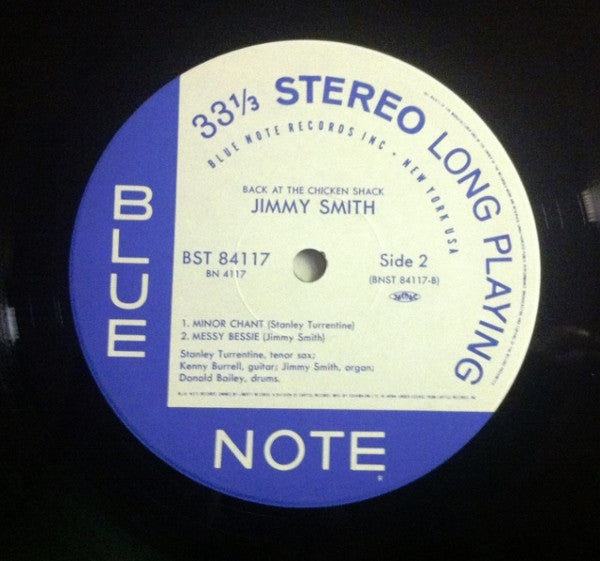 33⅓ STEREO LONG PLAYING
BLUE NOTE RECORDS INC • NEW YORK USA
BACK AT THE CHICKEN SHACK
JIMMY SMITH
BST 84117
BN 4117
Side 2
(BNST 84117-B)
1. MINOR CHANT (Stanley Turrentine)
2. MESSY BESSIE (Jimmy Smith)
Stanley Turrentine, tenor sax;
Kenny Burrell, guitar; Jimmy Smith, organ;
Donald Bailey, drums.
BLUE
NOTE
®